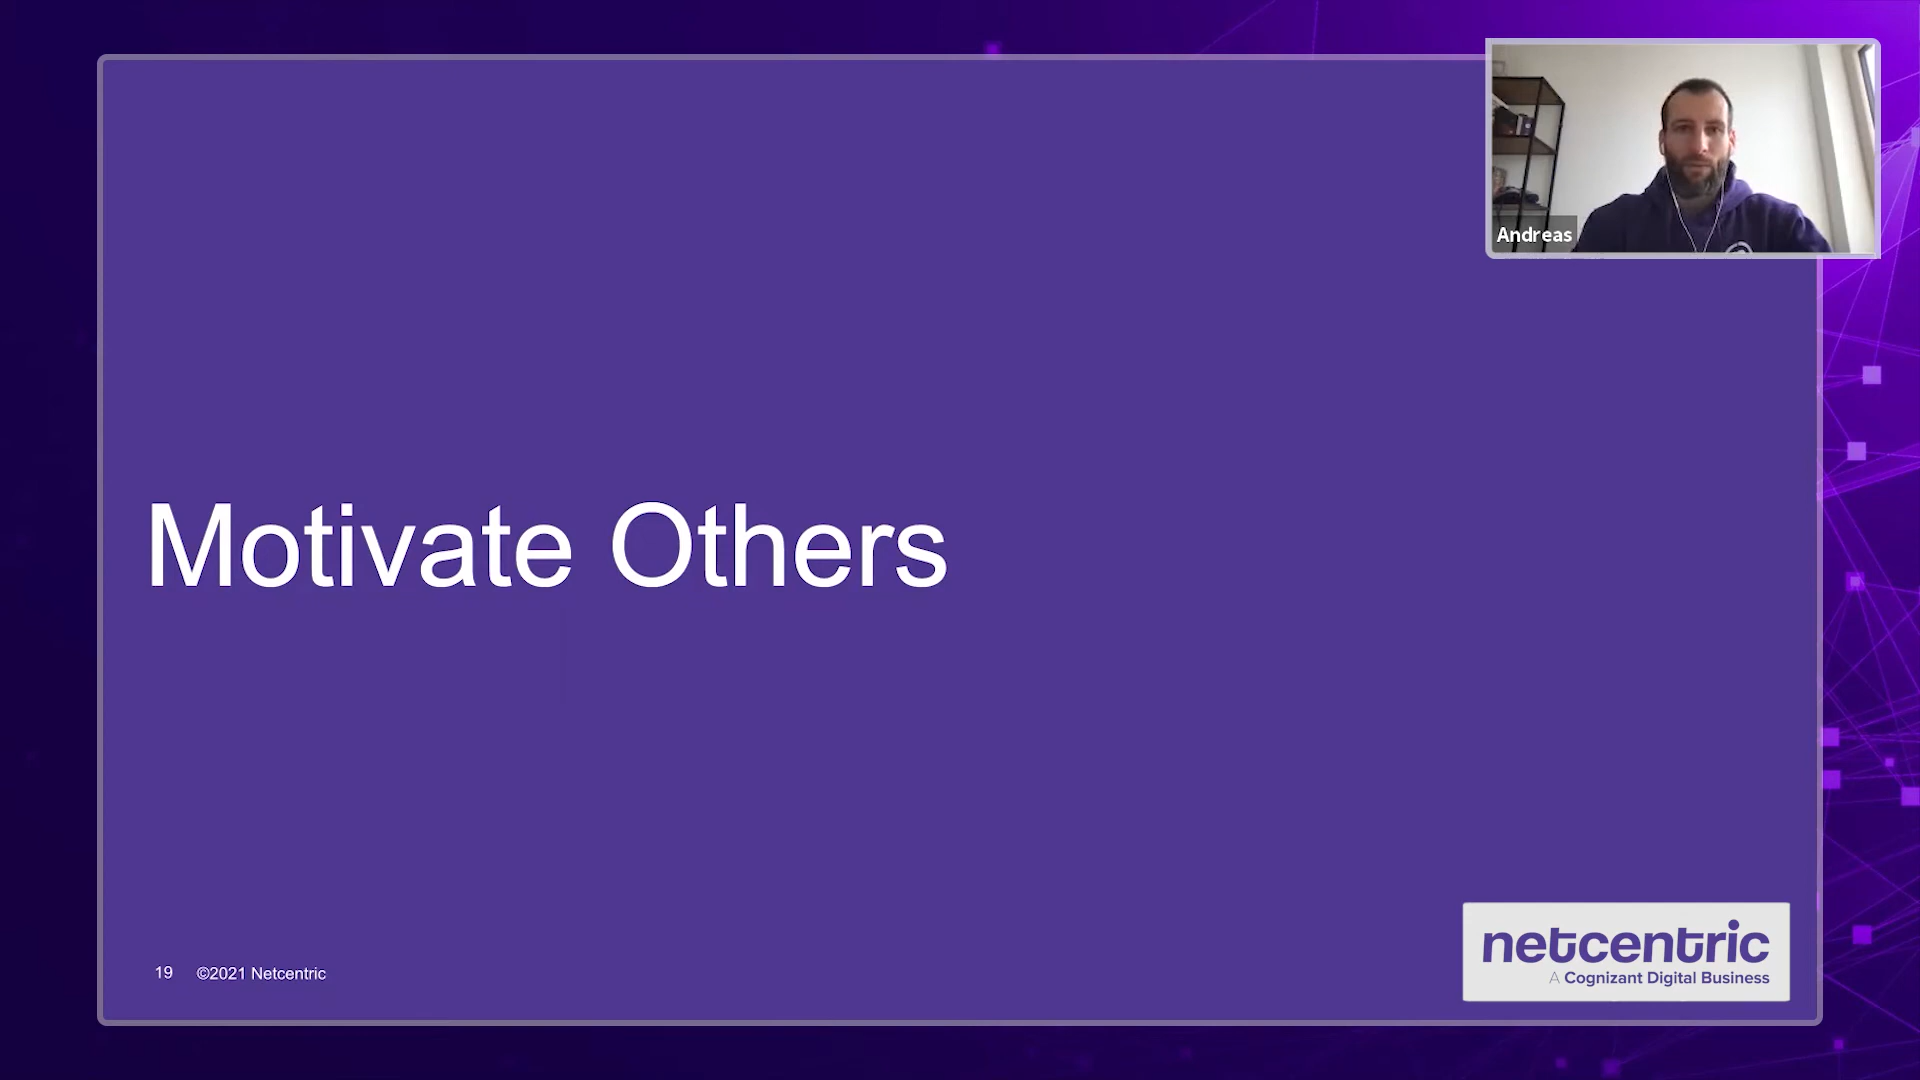 Andreas
Motivate Others
19 ©2021 Netcentric
netcentric
A Cognizant Digital Business